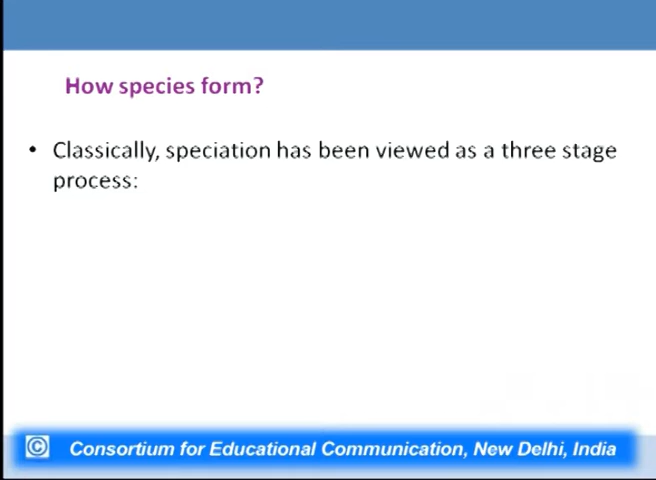 How species form?
• Classically, speciation has been viewed as a three stage
process:
© Consortium for Educational Communication, New Delhi, India